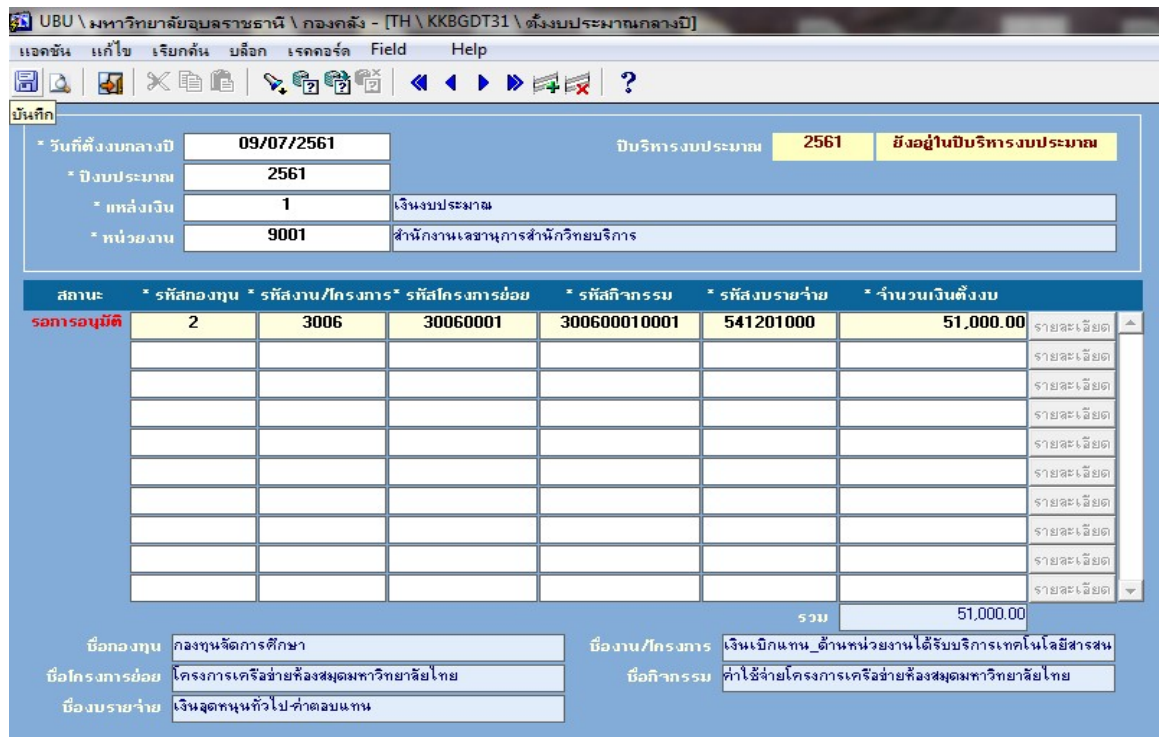 UBU \ มหาวิทยาลัยอุบลราชธานี \ กองคลัง - [TH \ KKBGDT31 \ ตั้งงบประมาณกลางปี]
แอคชัน แก้ไข เรียกค้น บล็อก เรคคอร์ด Field Help
บันทึก
* วันที่ตั้งงบกลางปี 09/07/2561 ปีบริหารงบประมาณ 2561 ยังอยู่ในปีบริหารงบประมาณ
* ปีงบประมาณ 2561
* แหล่งเงิน 1 เงินงบประมาณ
* หน่วยงาน 9001 สำนักงานเลขานุการสำนักวิทยบริการ
สถานะ * รหัสกองทุน * รหัสงาน/โครงการ * รหัสโครงการย่อย * รหัสกิจกรรม * รหัสงบรายจ่าย * จำนวนเงินตั้งงบ
รอการอนุมัติ 2 3006 30060001 300600010001 541201000 51,000.00 รายละเอียด
รายละเอียด
รายละเอียด
รายละเอียด
รายละเอียด
รายละเอียด
รายละเอียด
รายละเอียด
รายละเอียด
รายละเอียด
รวม 51,000.00
ชื่อกองทุน กองทุนจัดการศึกษา ชื่องาน/โครงการ เงินเบิกแทน_ด้านหน่วยงานได้รับบริการเทคโนโลยีสารสน
ชื่อโครงการย่อย โครงการเครือข่ายห้องสมุดมหาวิทยาลัยไทย ชื่อกิจกรรม ค่าใช้จ่ายโครงการเครือข่ายห้องสมุดมหาวิทยาลัยไทย
ชื่องบรายจ่าย เงินอุดหนุนทั่วไป-ค่าตอบแทน